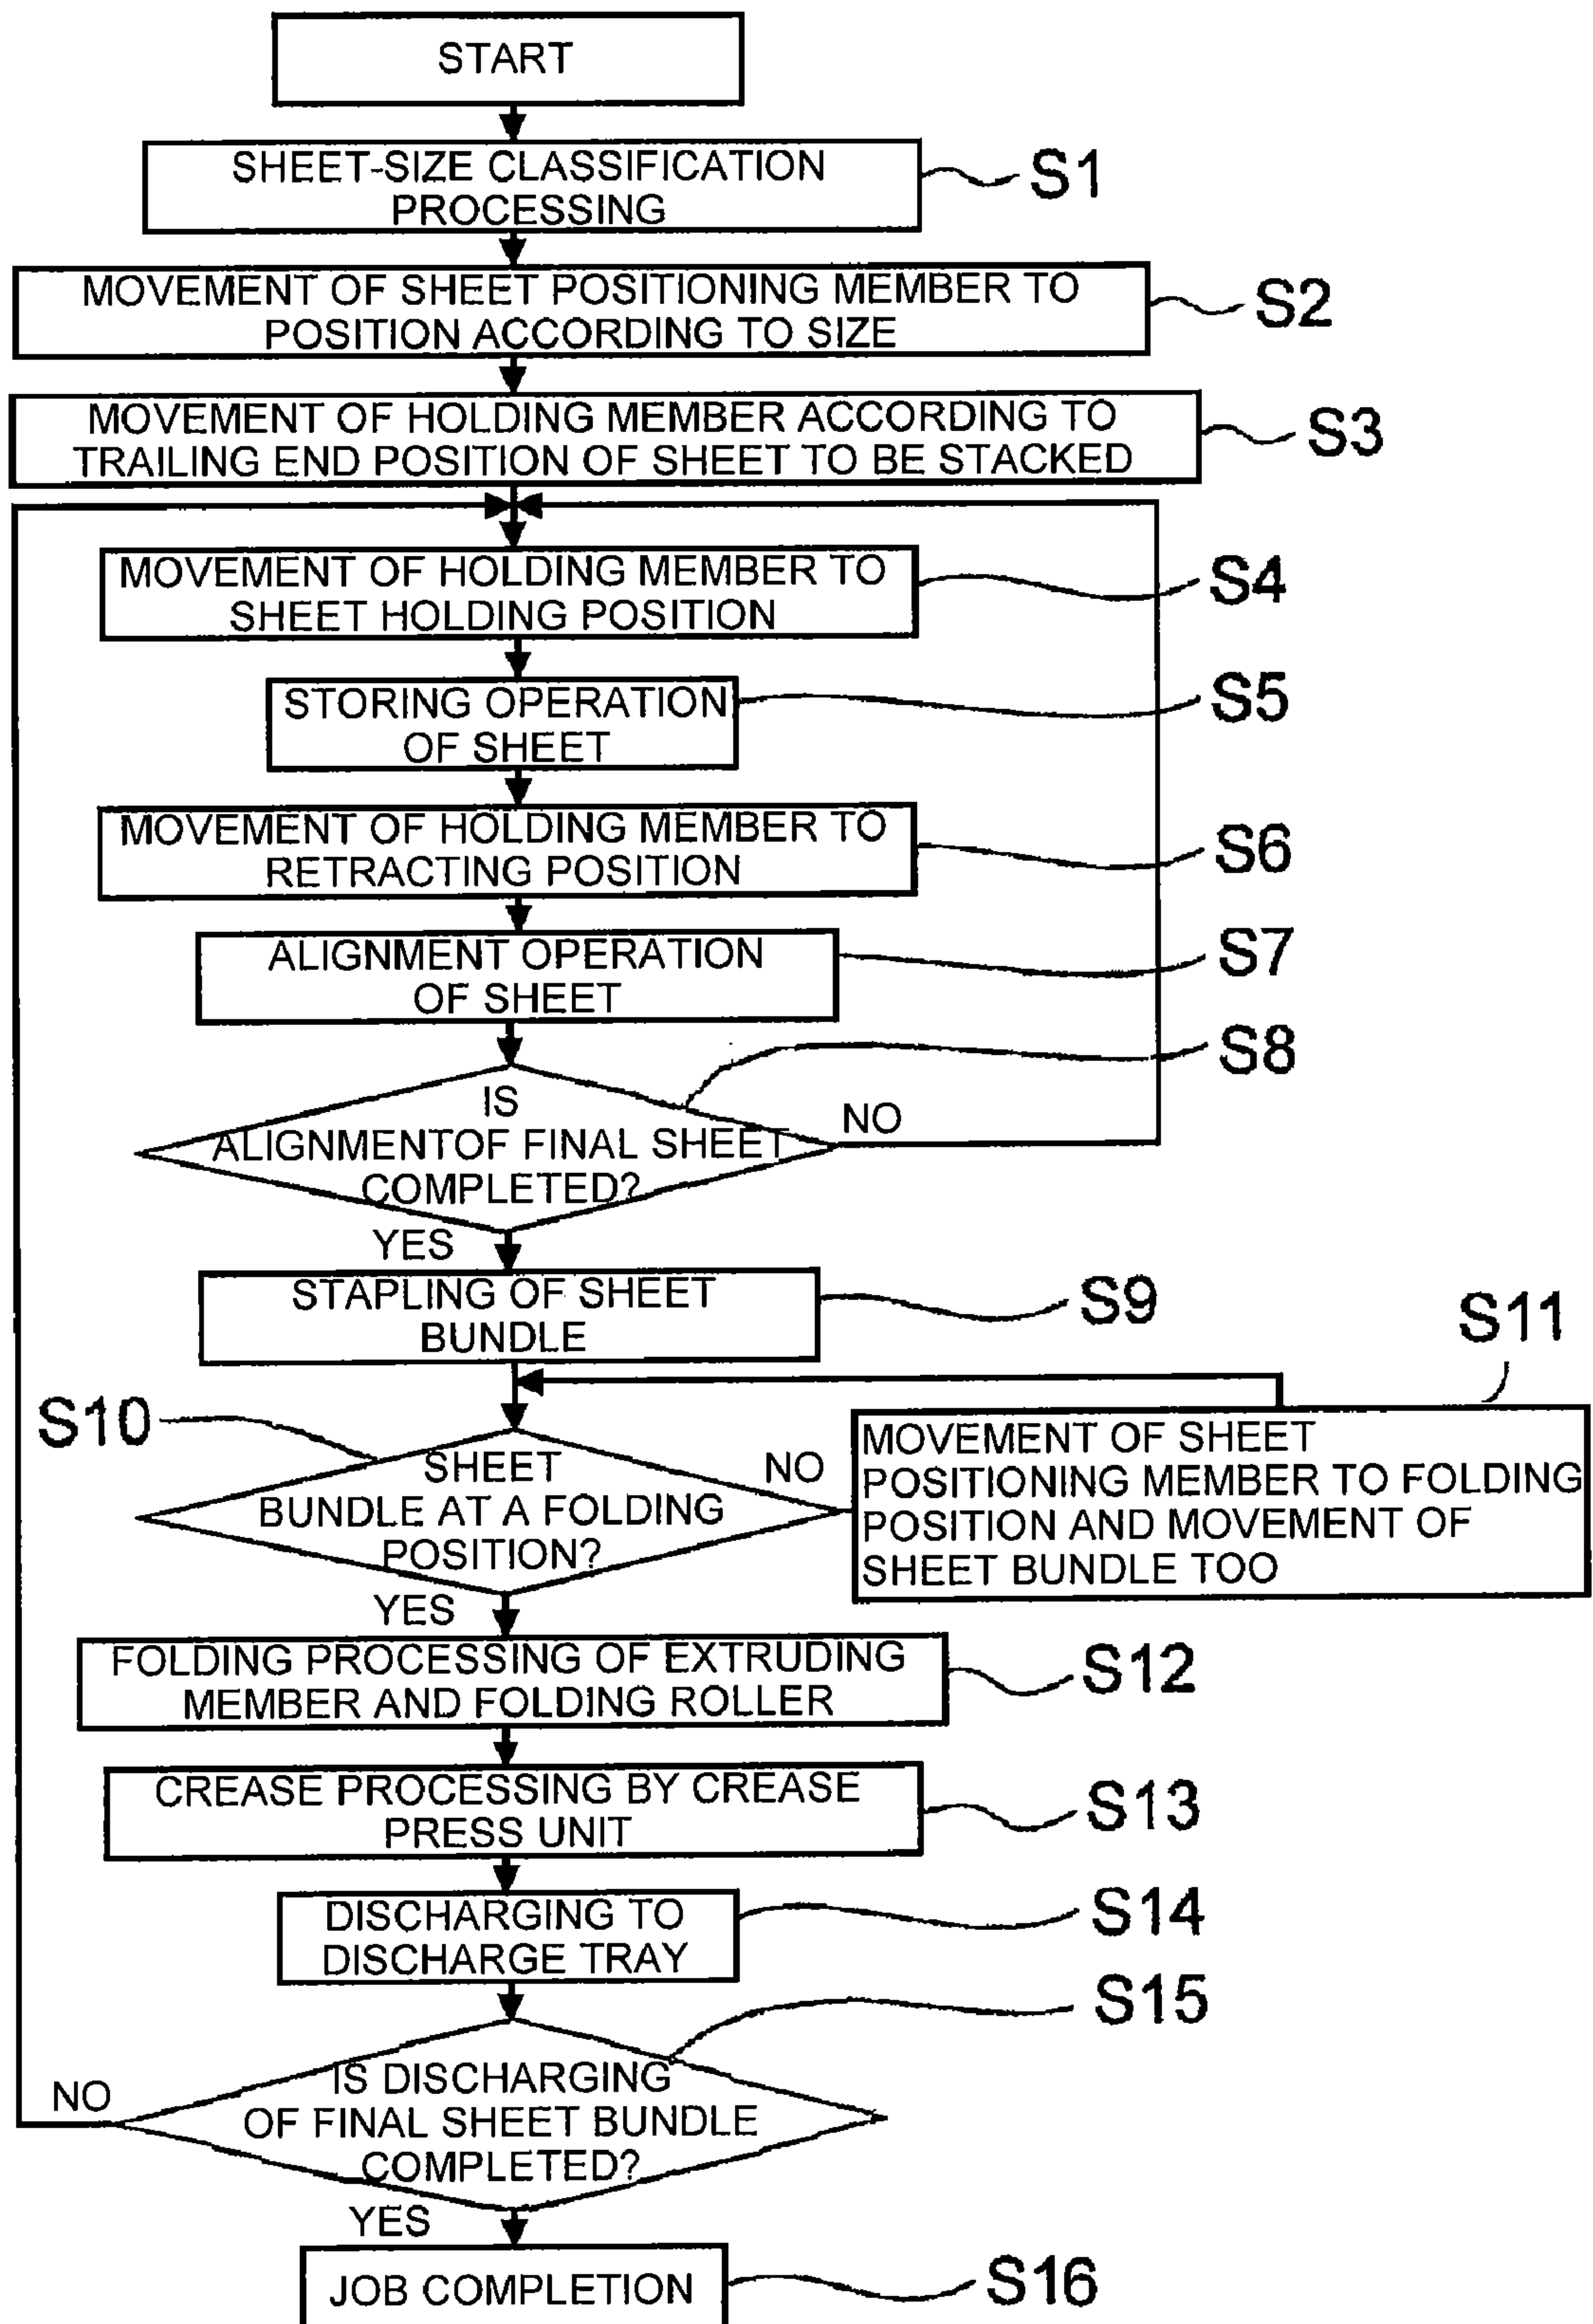 START
SHEET-SIZE CLASSIFICATION
PROCESSING
S1
MOVEMENT OF SHEET POSITIONING MEMBER TO
POSITION ACCORDING TO SIZE
S2
MOVEMENT OF HOLDING MEMBER ACCORDING TO
TRAILING END POSITION OF SHEET TO BE STACKED
S3
MOVEMENT OF HOLDING MEMBER TO
SHEET HOLDING POSITION
S4
STORING OPERATION
OF SHEET
S5
MOVEMENT OF HOLDING MEMBER TO
RETRACTING POSITION
S6
ALIGNMENT OPERATION
OF SHEET
S7
S8
IS
ALIGNMENTOF FINAL SHEET
COMPLETED?
NO
YES
STAPLING OF SHEET
BUNDLE
S9
S10
SHEET
BUNDLE AT A FOLDING
POSITION?
NO
S11
MOVEMENT OF SHEET
POSITIONING MEMBER TO FOLDING
POSITION AND MOVEMENT OF
SHEET BUNDLE TOO
YES
FOLDING PROCESSING OF EXTRUDING
MEMBER AND FOLDING ROLLER
S12
CREASE PROCESSING BY CREASE
PRESS UNIT
S13
DISCHARGING TO
DISCHARGE TRAY
S14
S15
NO
IS DISCHARGING
OF FINAL SHEET BUNDLE
COMPLETED?
YES
JOB COMPLETION
S16